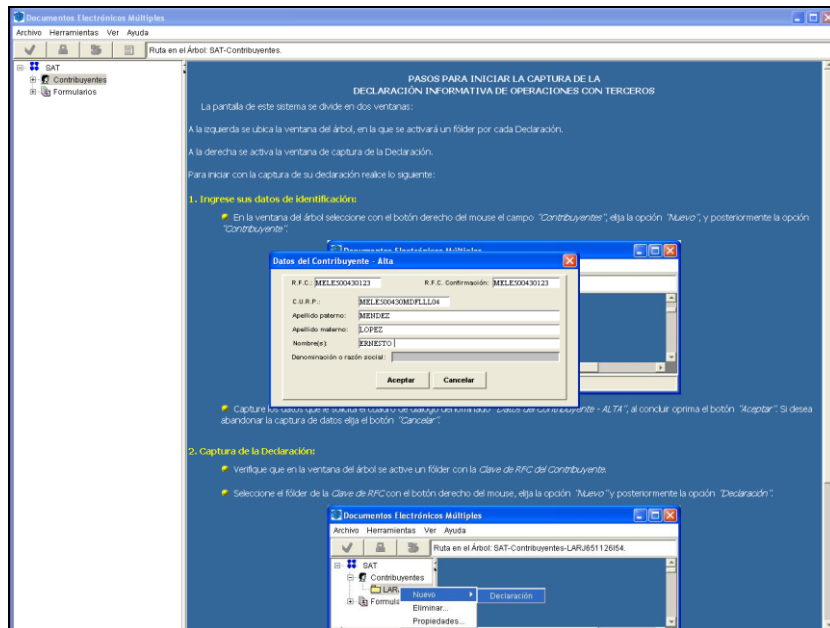 Documentos Electrónicos Múltiples
Archivo Herramientas Ver Ayuda
Ruta en el Árbol: SAT-Contribuyentes.
SAT
Contribuyentes
Formularios
PASOS PARA INICIAR LA CAPTURA DE LA
DECLARACIÓN INFORMATIVA DE OPERACIONES CON TERCEROS
La pantalla de este sistema se divide en dos ventanas:
A la izquierda se ubica la ventana del árbol, en la que se activará un fólder por cada Declaración.
A la derecha se activa la ventana de captura de la Declaración.
Para iniciar con la captura de su declaración realice lo siguiente:
1. Ingrese sus datos de identificación:
En la ventana del árbol seleccione con el botón derecho del mouse el campo "Contribuyentes", elija la opción "Nuevo", y posteriormente la opción
"Contribuyente".
Documentos Electrónicos Múltiples
Datos del Contribuyente - Alta
R.F.C.: MELE500430123 R.F.C. Confirmación: MELE500430123
C.U.R.P.: MELE500430MDFLLL04
Apellido paterno: MENDEZ
Apellido materno: LOPEZ
Nombre(s): ERNESTO
Denominación o razón social:
Aceptar Cancelar
Capture los datos que le solicita el cuadro de diálogo denominado "Datos del Contribuyente - ALTA", al concluir oprima el botón "Aceptar". Si desea
abandonar la captura de datos elija el botón "Cancelar".
2. Captura de la Declaración:
Verifique que en la ventana del árbol se active un fólder con la Clave de RFC del Contribuyente.
Seleccione el fólder de la Clave de RFC con el botón derecho del mouse, elija la opción "Nuevo" y posteriormente la opción "Declaración".
Documentos Electrónicos Múltiples
Archivo Herramientas Ver Ayuda
Ruta en el Árbol: SAT-Contribuyentes-LARJ651126I54.
SAT
Contribuyentes
LAR
Nuevo Declaración
Formula
Eliminar...
Propiedades...